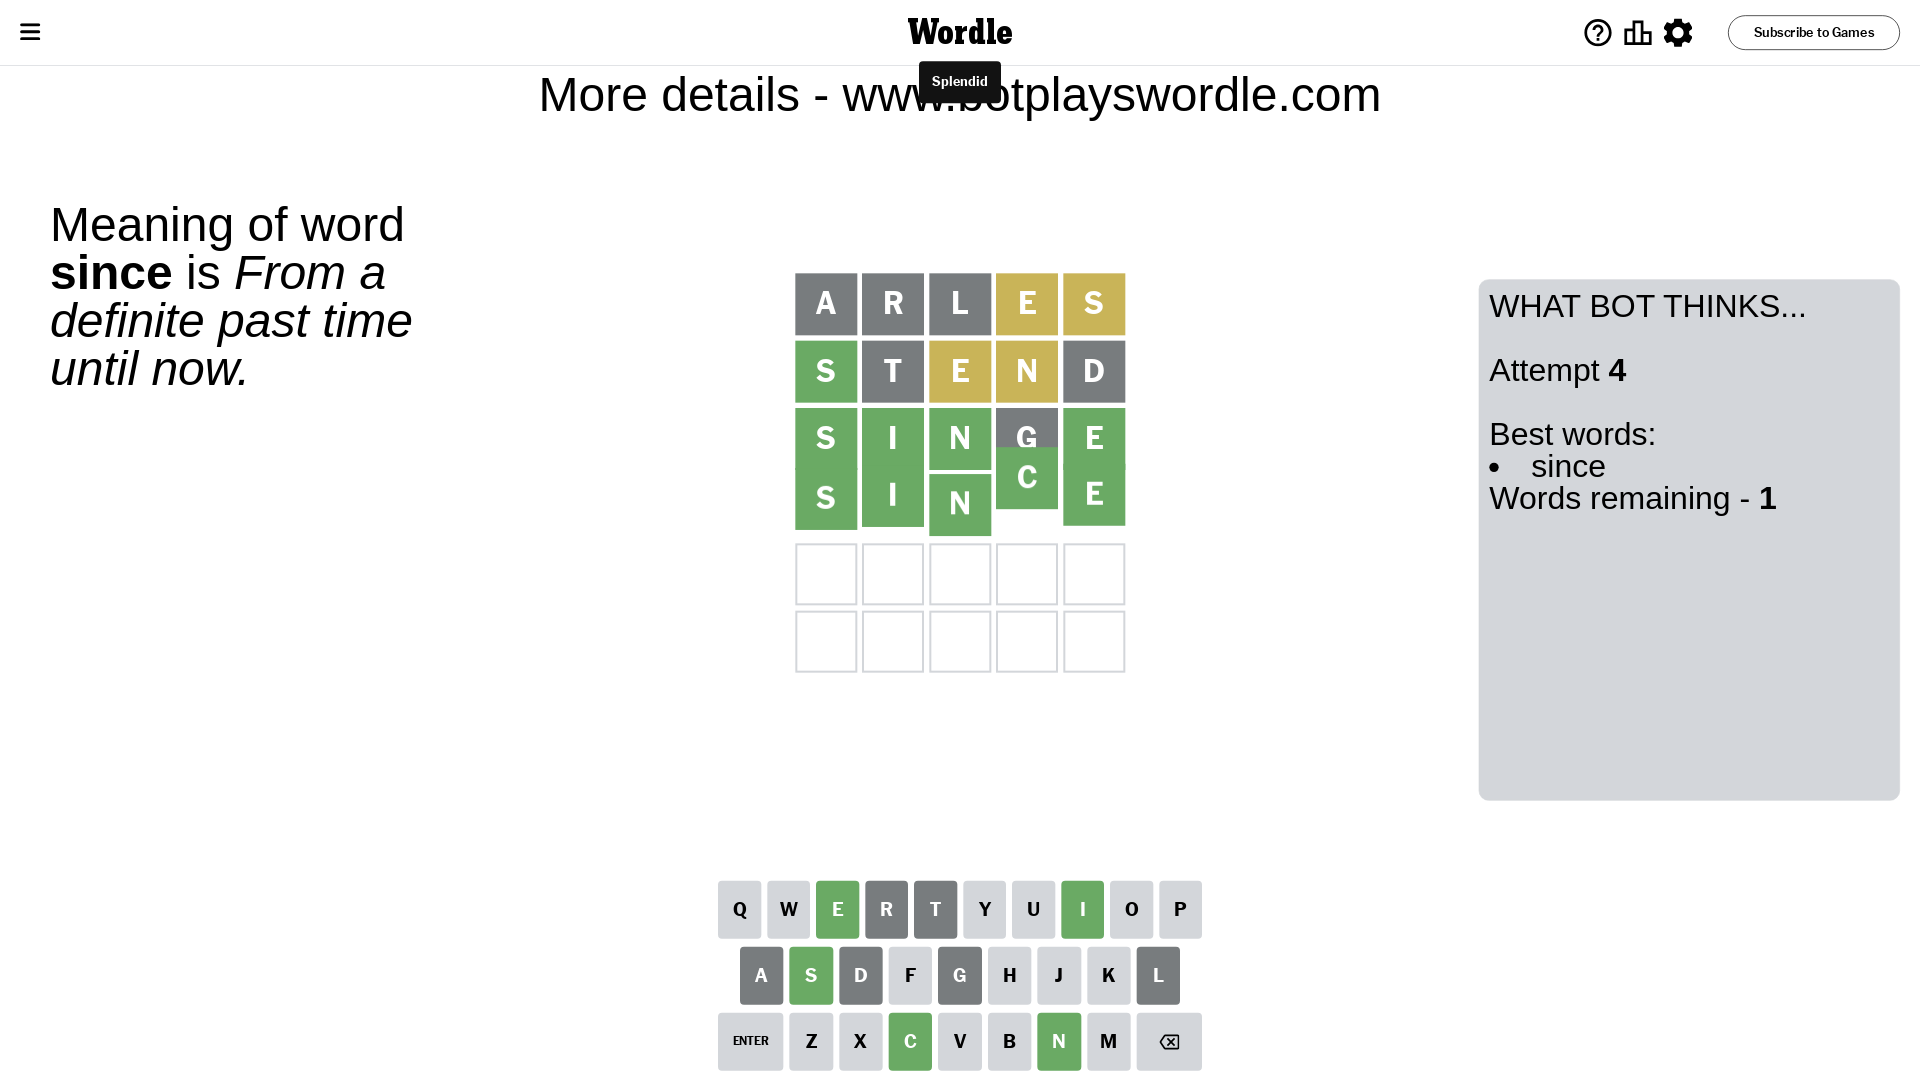 Wordle
Subscribe to Games
Splendid
More details - www.botplayswordle.com
Meaning of word
since is From a
definite past time
until now.
A R L E S
S T E N D
S I N G E
S I N C E
WHAT BOT THINKS...
Attempt 4
Best words:
• since
Words remaining - 1
Q W E R T Y U I O P
A S D F G H J K L
ENTER Z X C V B N M